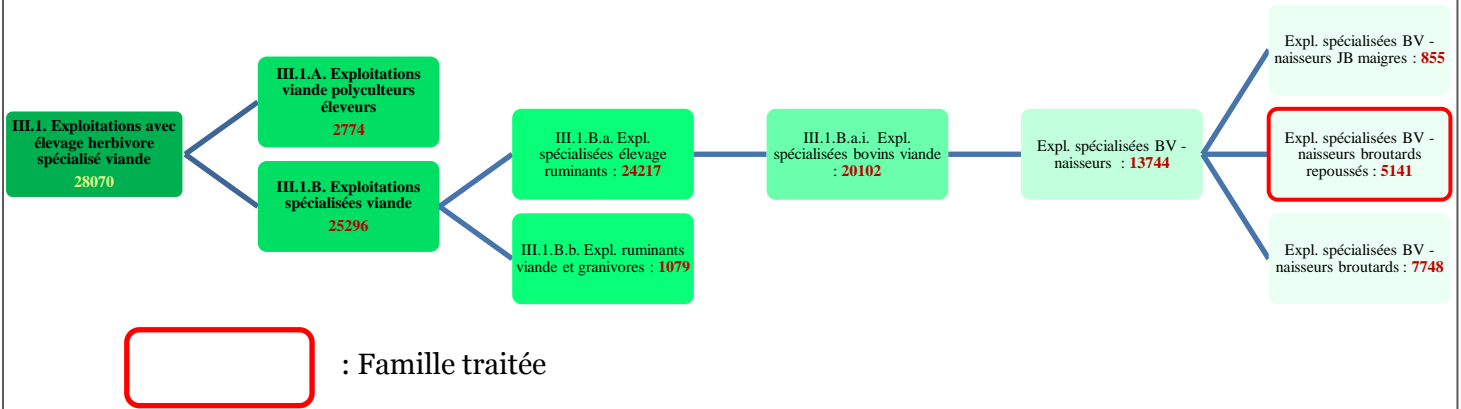 III.1. Exploitations avec
élevage herbivore
spécialisé viande
28070
III.1.A. Exploitations
viande polyculteurs
éleveurs
2774
III.1.B. Exploitations
spécialisées viande
25296
III.1.B.a. Expl.
spécialisées élevage
ruminants : 24217
III.1.B.b. Expl. ruminants
viande et granivores : 1079
III.1.B.a.i. Expl.
spécialisées bovins viande
: 20102
Expl. spécialisées BV -
naisseurs : 13744
Expl. spécialisées BV -
naisseurs JB maigres : 855
Expl. spécialisées BV -
naisseurs broutards
repoussés : 5141
Expl. spécialisées BV -
naisseurs broutards : 7748
: Famille traitée